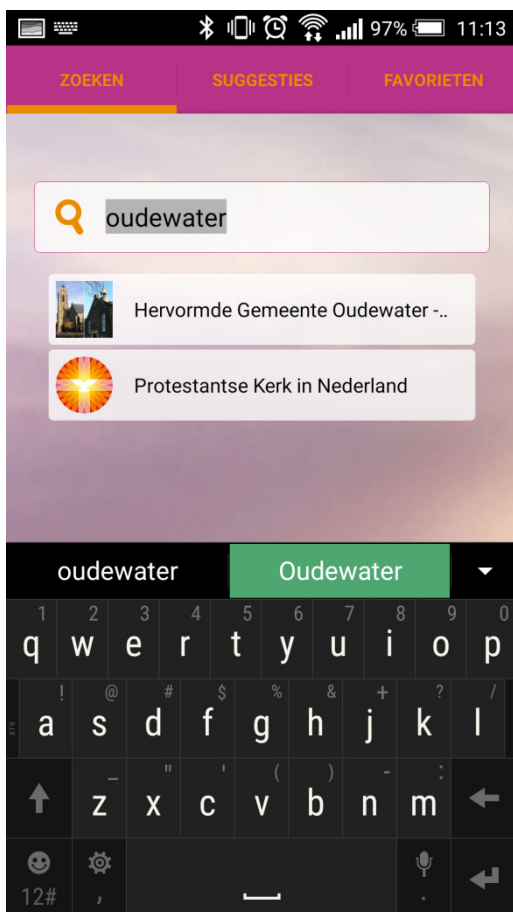 97% 11:13
ZOEKEN SUGGESTIES FAVORIETEN
oudewater
Hervormde Gemeente Oudewater -..
Protestantse Kerk in Nederland
oudewater Oudewater
1 2 3 4 5 6 7 8 9 0
q w e r t y u i o p
! @ # $ % & + ? /
a s d f g h j k l
XT9
_ " ' ( ) - :
z x c v b n m
12# , .